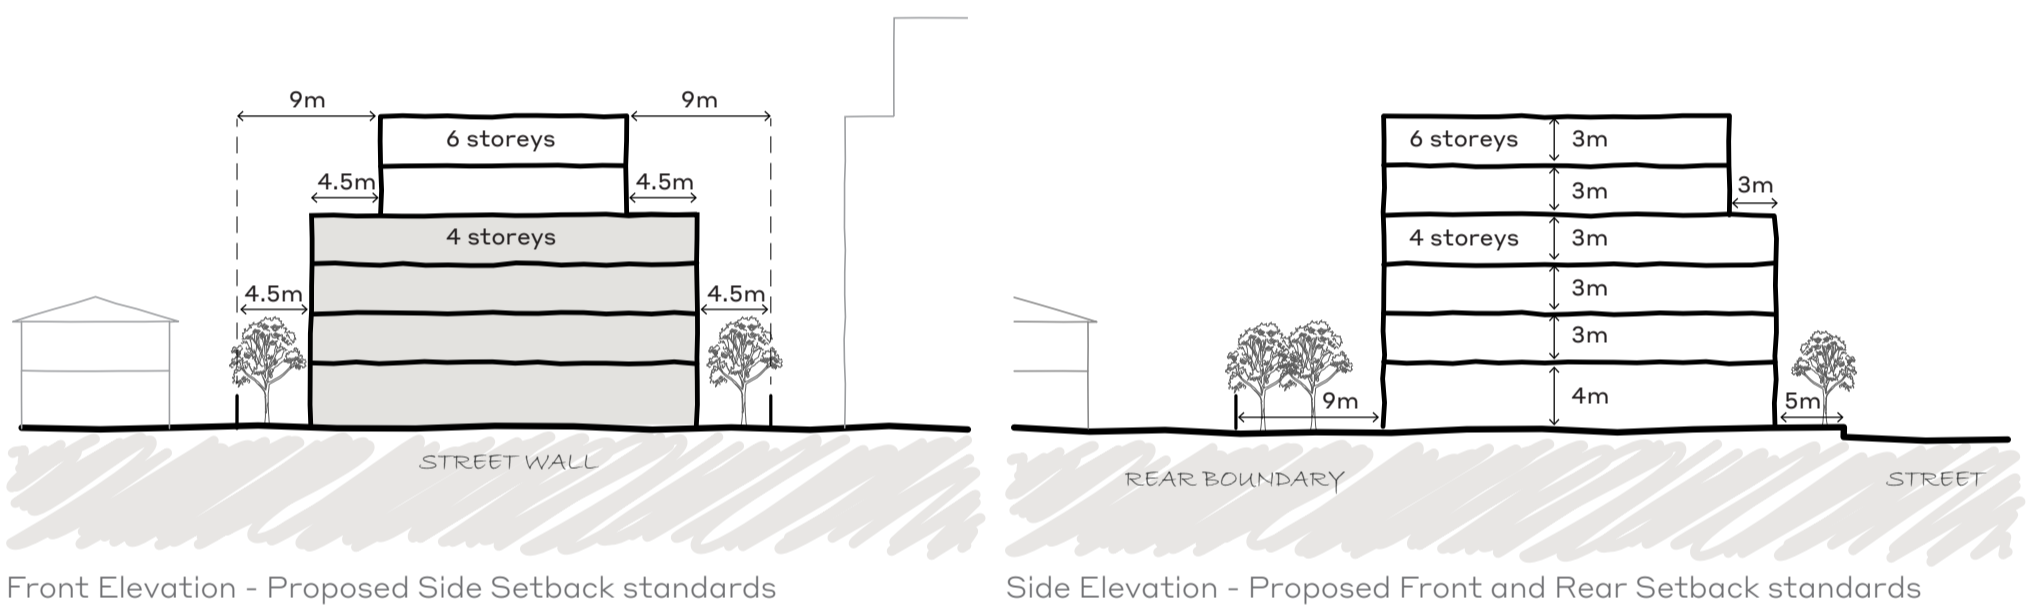 9m
9m
6 storeys
4.5m
4.5m
4 storeys
4.5m
4.5m
STREET WALL
Front Elevation - Proposed Side Setback standards
6 storeys
3m
3m
3m
4 storeys
3m
3m
3m
9m
4m
5m
REAR BOUNDARY
STREET
Side Elevation - Proposed Front and Rear Setback standards